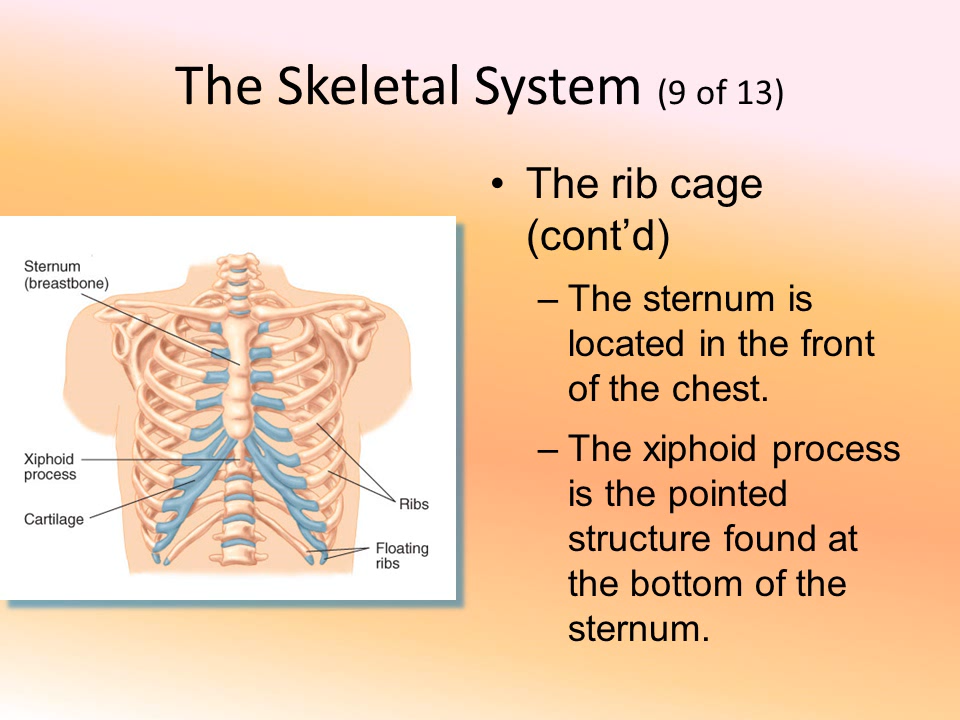 The Skeletal System (9 of 13)
Sternum
(breastbone)
Xiphoid
process
Cartilage
Ribs
Floating
ribs
• The rib cage
(cont’d)
– The sternum is
located in the front
of the chest.
– The xiphoid process
is the pointed
structure found at
the bottom of the
sternum.